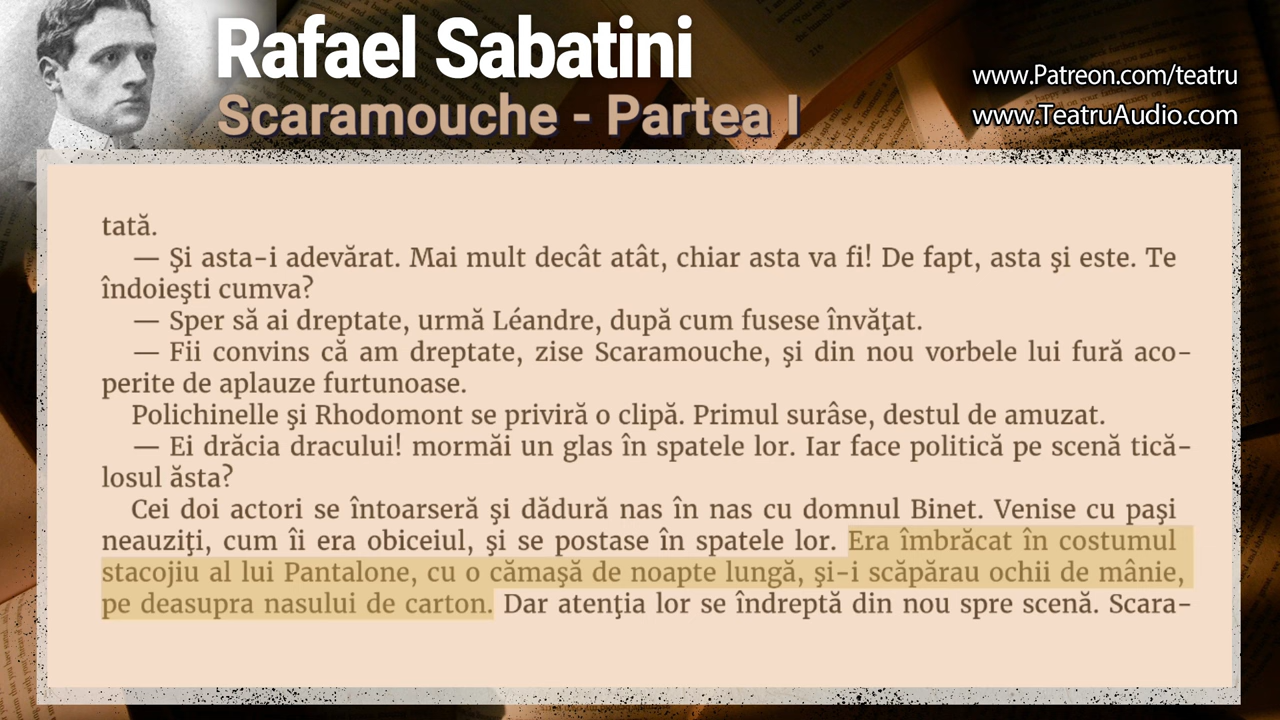 Rafael Sabatini
Scaramouche - Partea I
www.Patreon.com/teatru
www.TeatruAudio.com
tată.
— Şi asta-i adevărat. Mai mult decât atât, chiar asta va fi! De fapt, asta şi este. Te
îndoieşti cumva?
— Sper să ai dreptate, urmă Léandre, după cum fusese învăţat.
— Fii convins că am dreptate, zise Scaramouche, şi din nou vorbele lui fură aco-
perite de aplauze furtunoase.
Polichinelle şi Rhodomont se priviră o clipă. Primul surâse, destul de amuzat.
— Ei drăcia dracului! mormăi un glas în spatele lor. Iar face politică pe scenă tică-
losul ăsta?
Cei doi actori se întoarseră şi dădură nas în nas cu domnul Binet. Venise cu paşi
neauziţi, cum îi era obiceiul, şi se postase în spatele lor. Era îmbrăcat în costumul
stacojiu al lui Pantalone, cu o cămaşă de noapte lungă, şi-i scăpărau ochii de mânie,
pe deasupra nasului de carton. Dar atenţia lor se îndreptă din nou spre scenă. Scara-